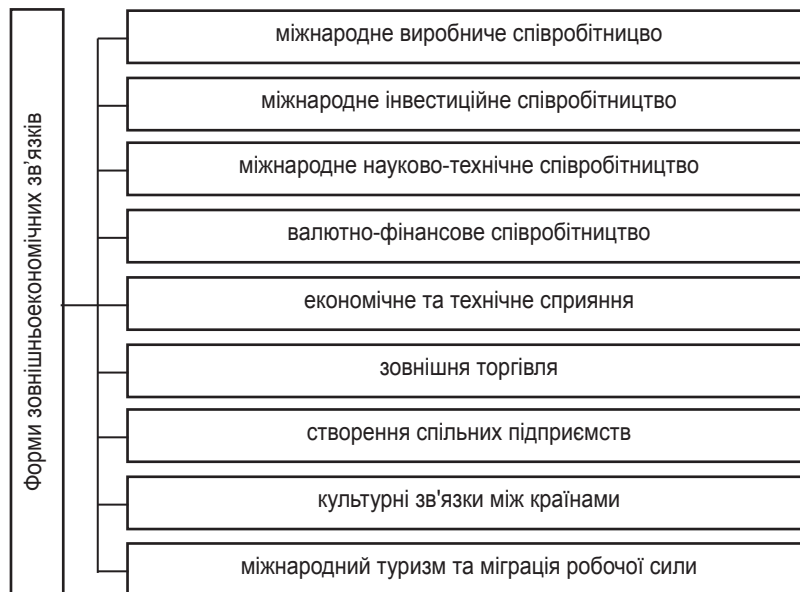 Форми зовнішньоекономічних зв'язків
міжнародне виробниче співробітницво
міжнародне інвестиційне співробітництво
міжнародне науково-технічне співробітництво
валютно-фінансове співробітництво
економічне та технічне сприяння
зовнішня торгівля
створення спільних підприємств
культурні зв'язки між країнами
міжнародний туризм та міграція робочої сили